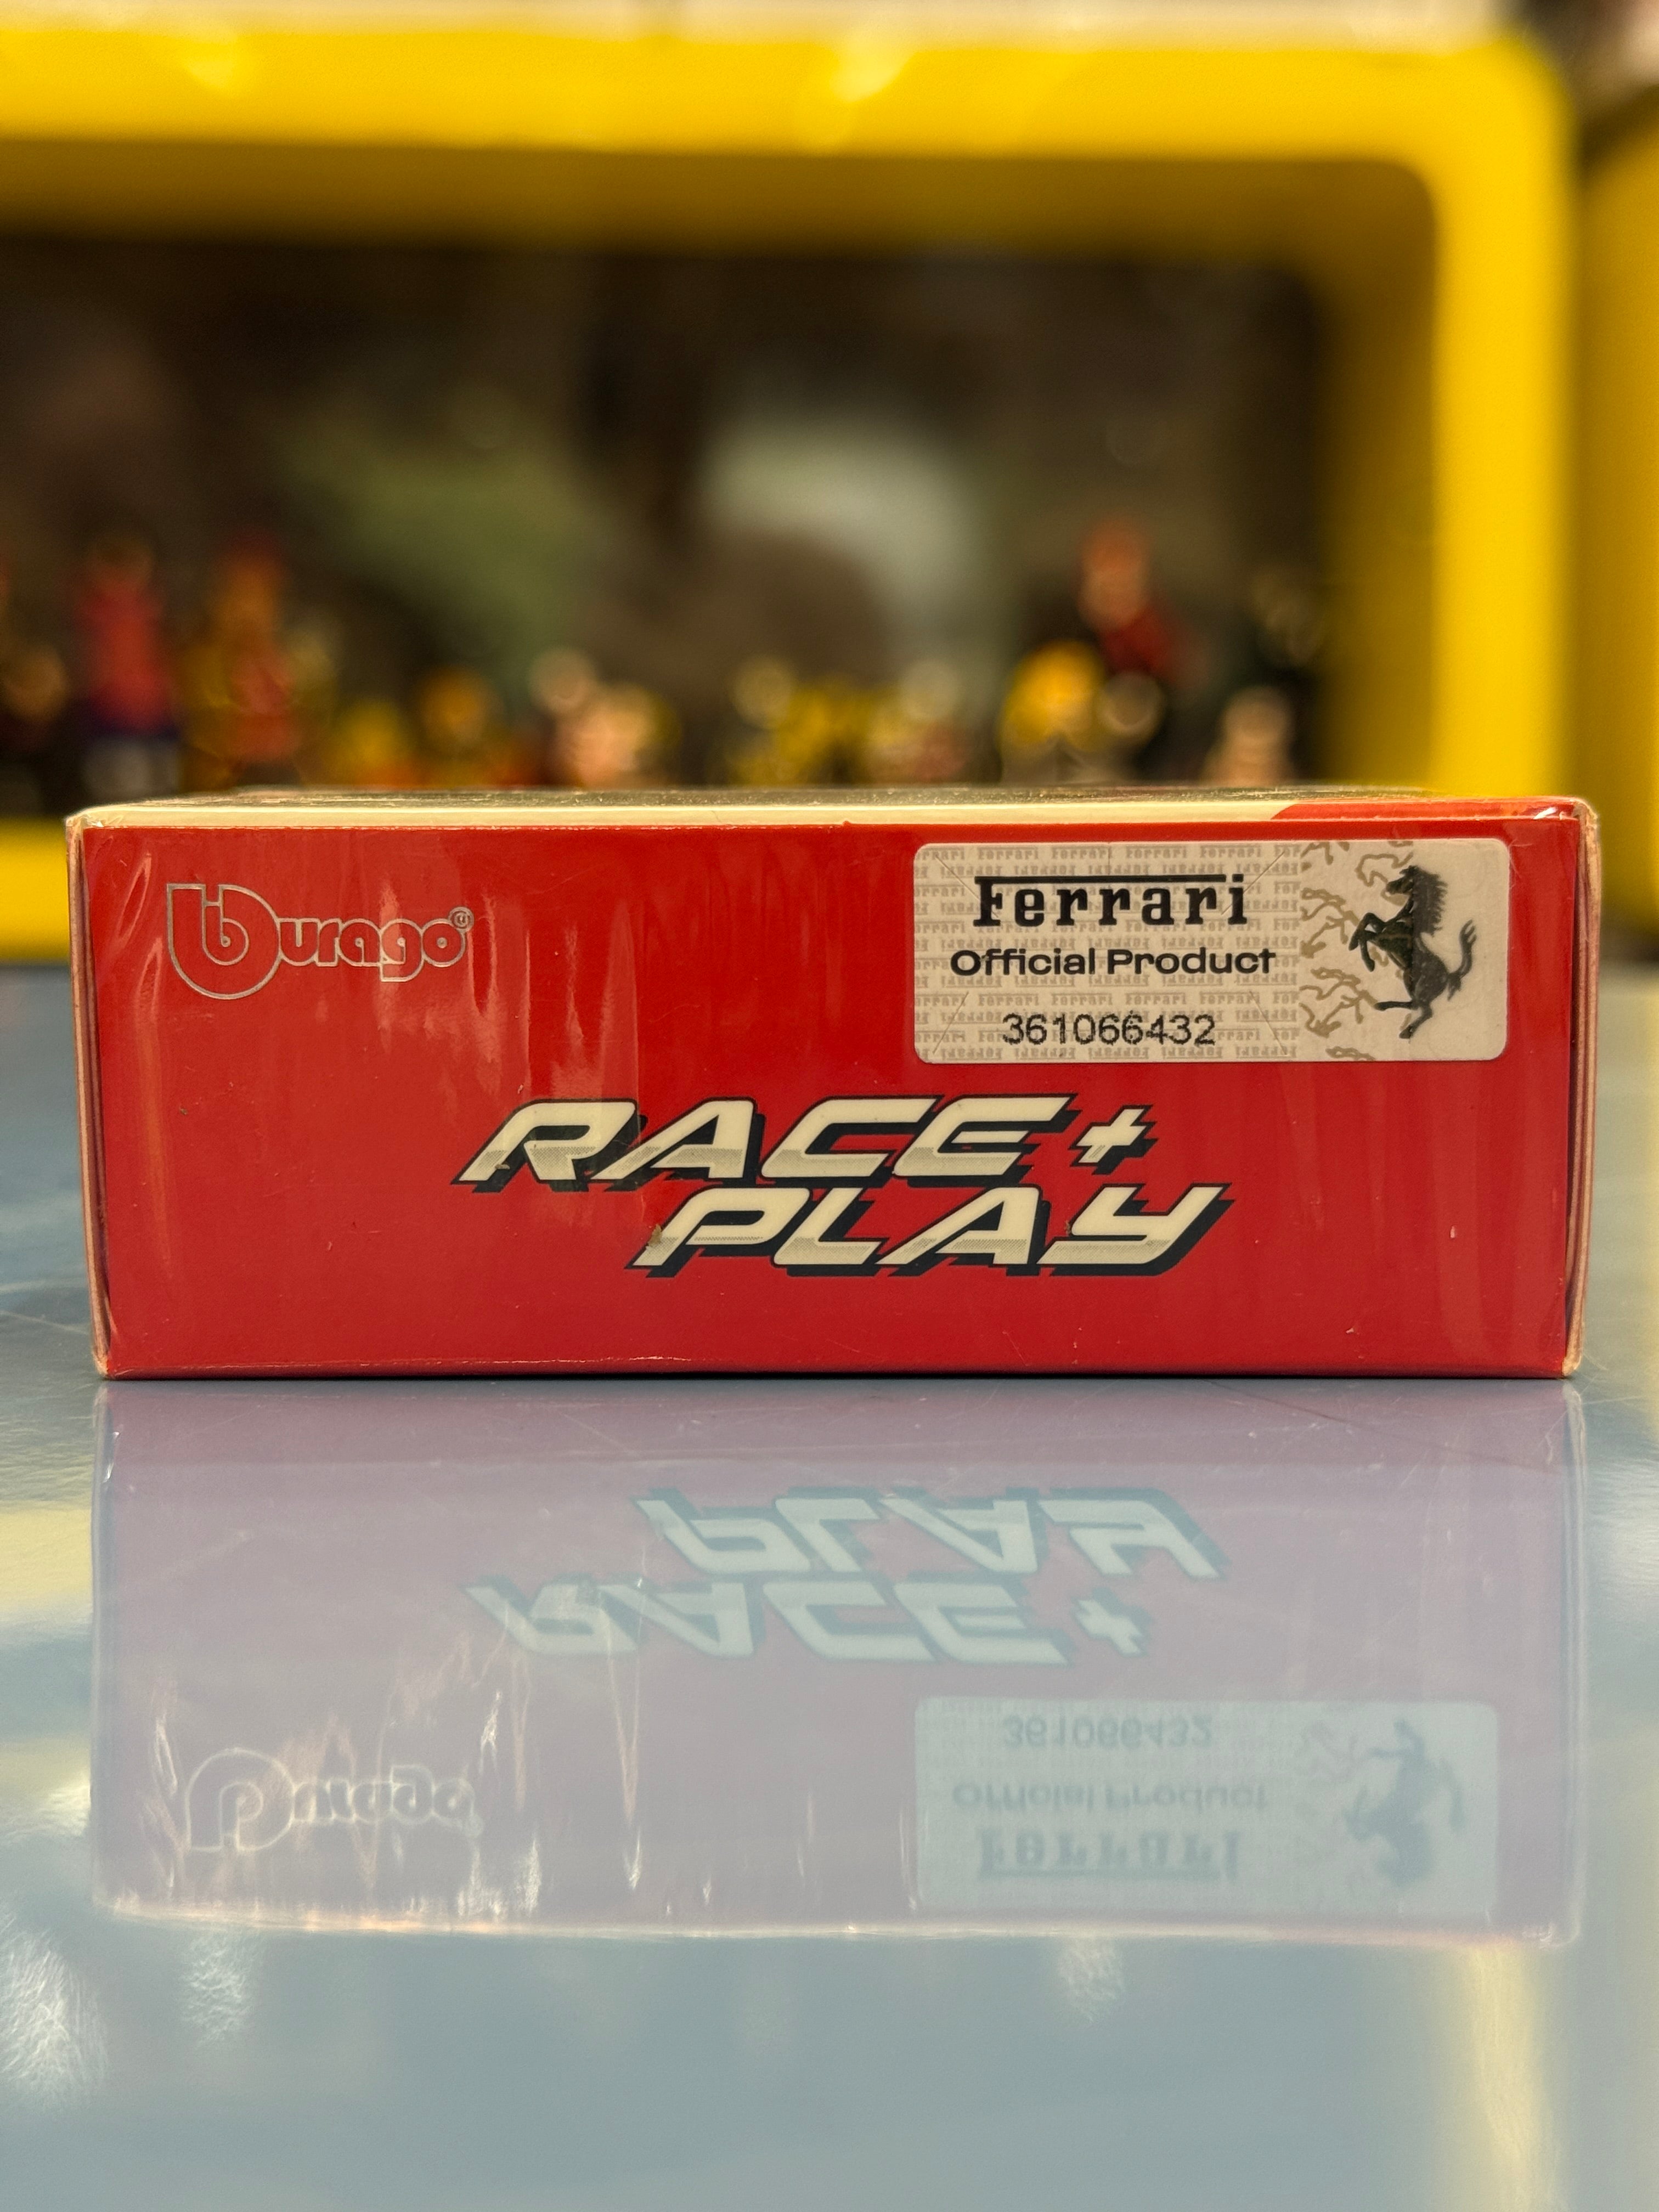 burago®
Ferrari
Official Product
361066432
RACE+
PLAY